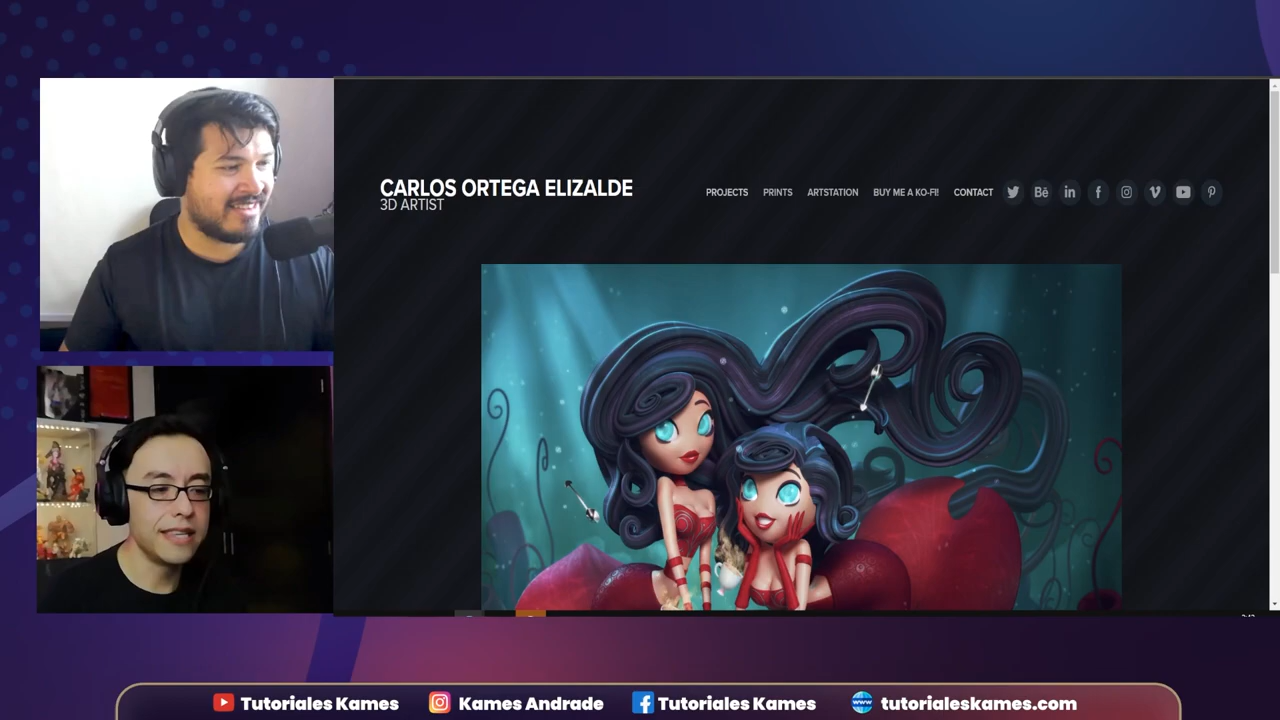 CARLOS ORTEGA ELIZALDE
3D ARTIST
PROJECTS PRINTS ARTSTATION BUY ME A KO-FI! CONTACT
Tutoriales Kames Kames Andrade Tutoriales Kames tutorialeskames.com